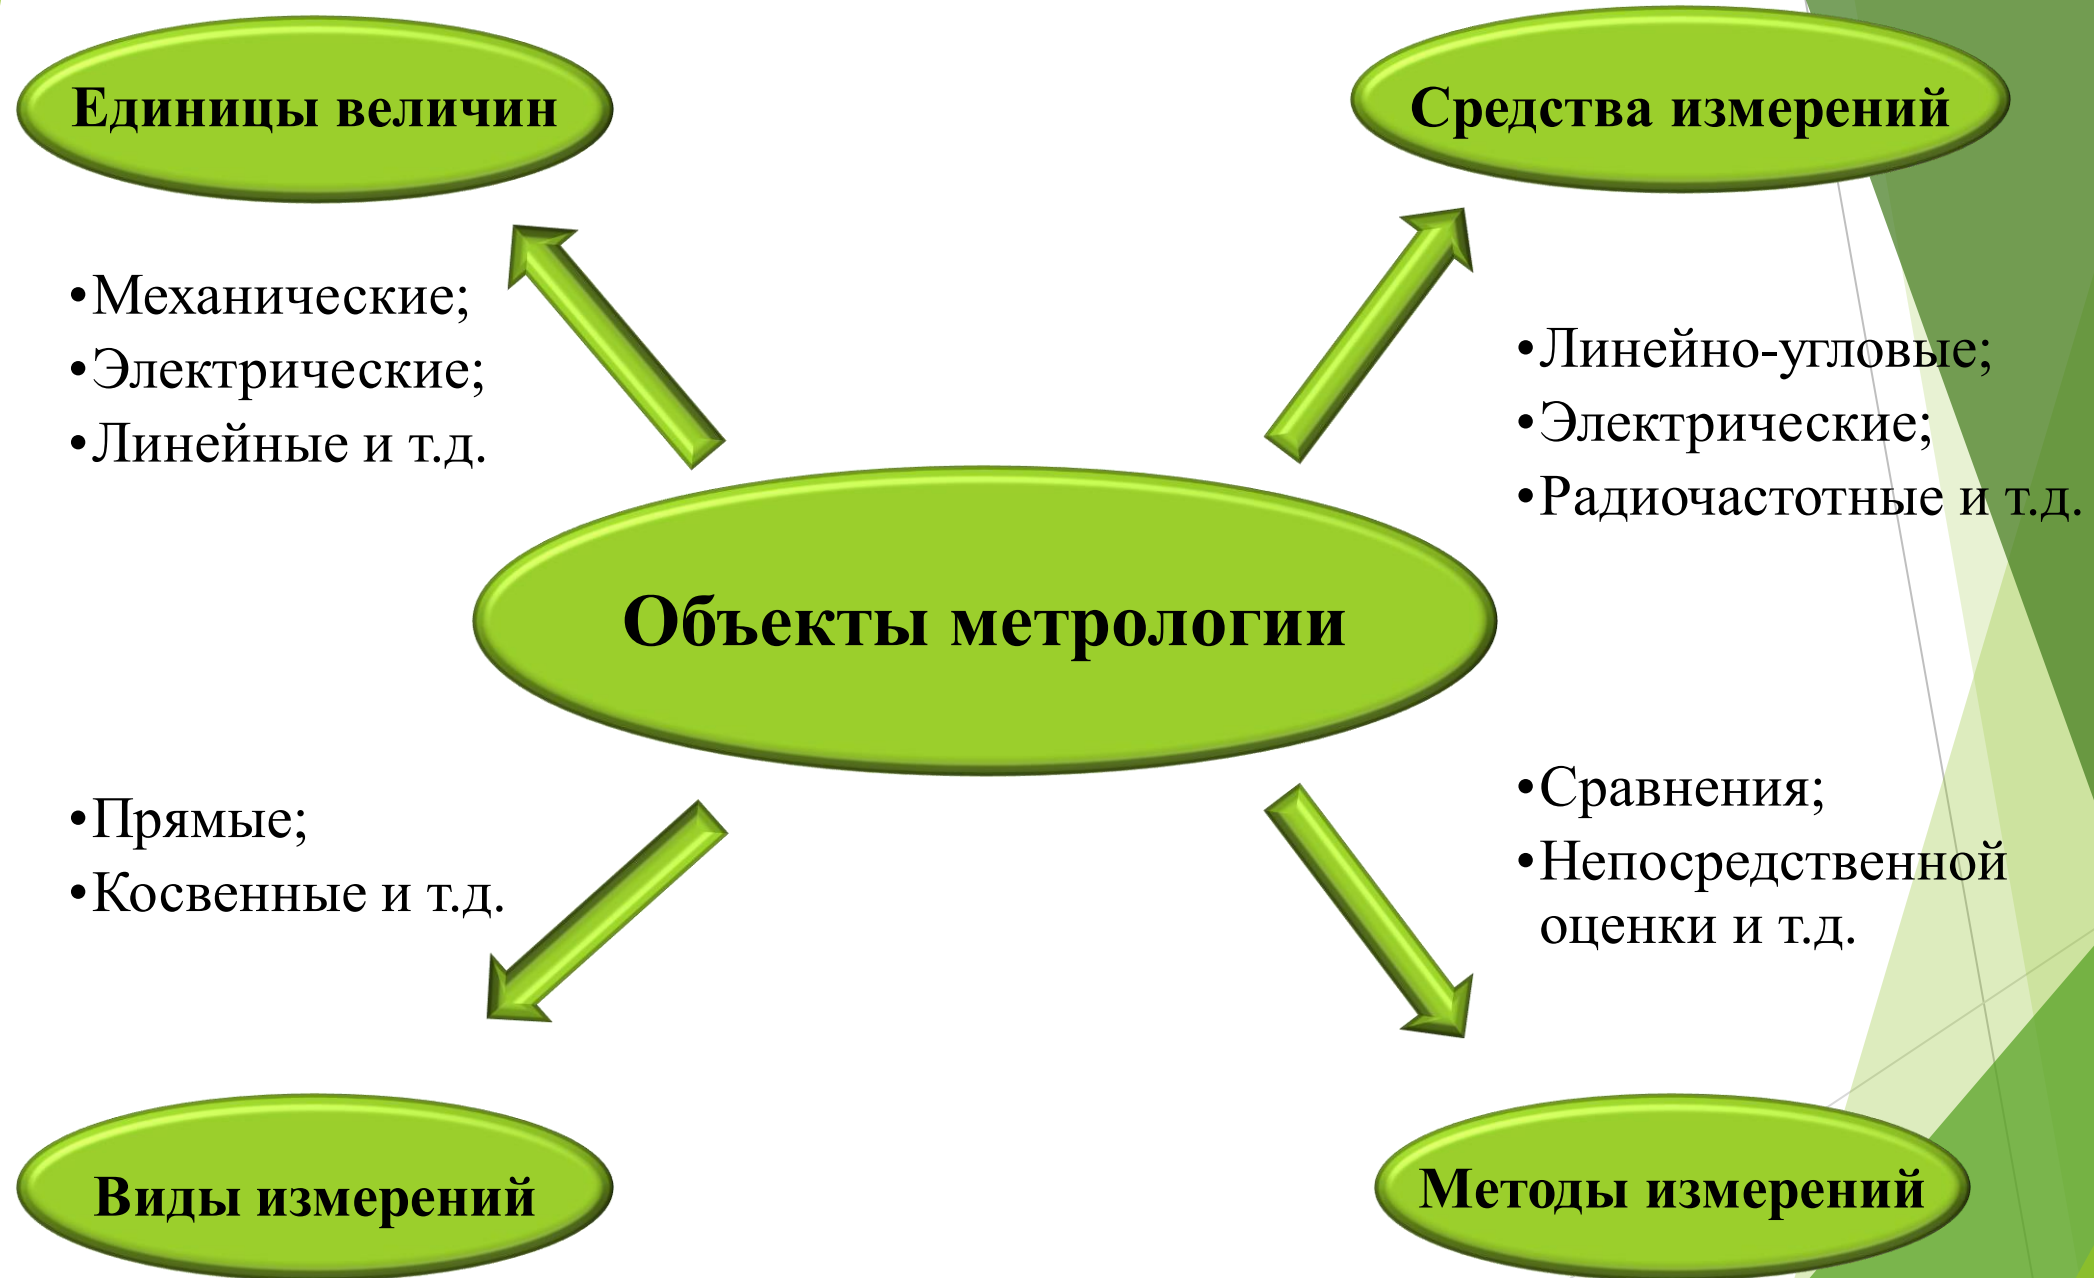 Единицы величин
Средства измерений
•Механические;
•Электрические;
•Линейные и т.д.
•Линейно-угловые;
•Электрические;
•Радиочастотные и т.д.
Объекты метрологии
•Прямые;
•Косвенные и т.д.
•Сравнения;
•Непосредственной
оценки и т.д.
Виды измерений
Методы измерений